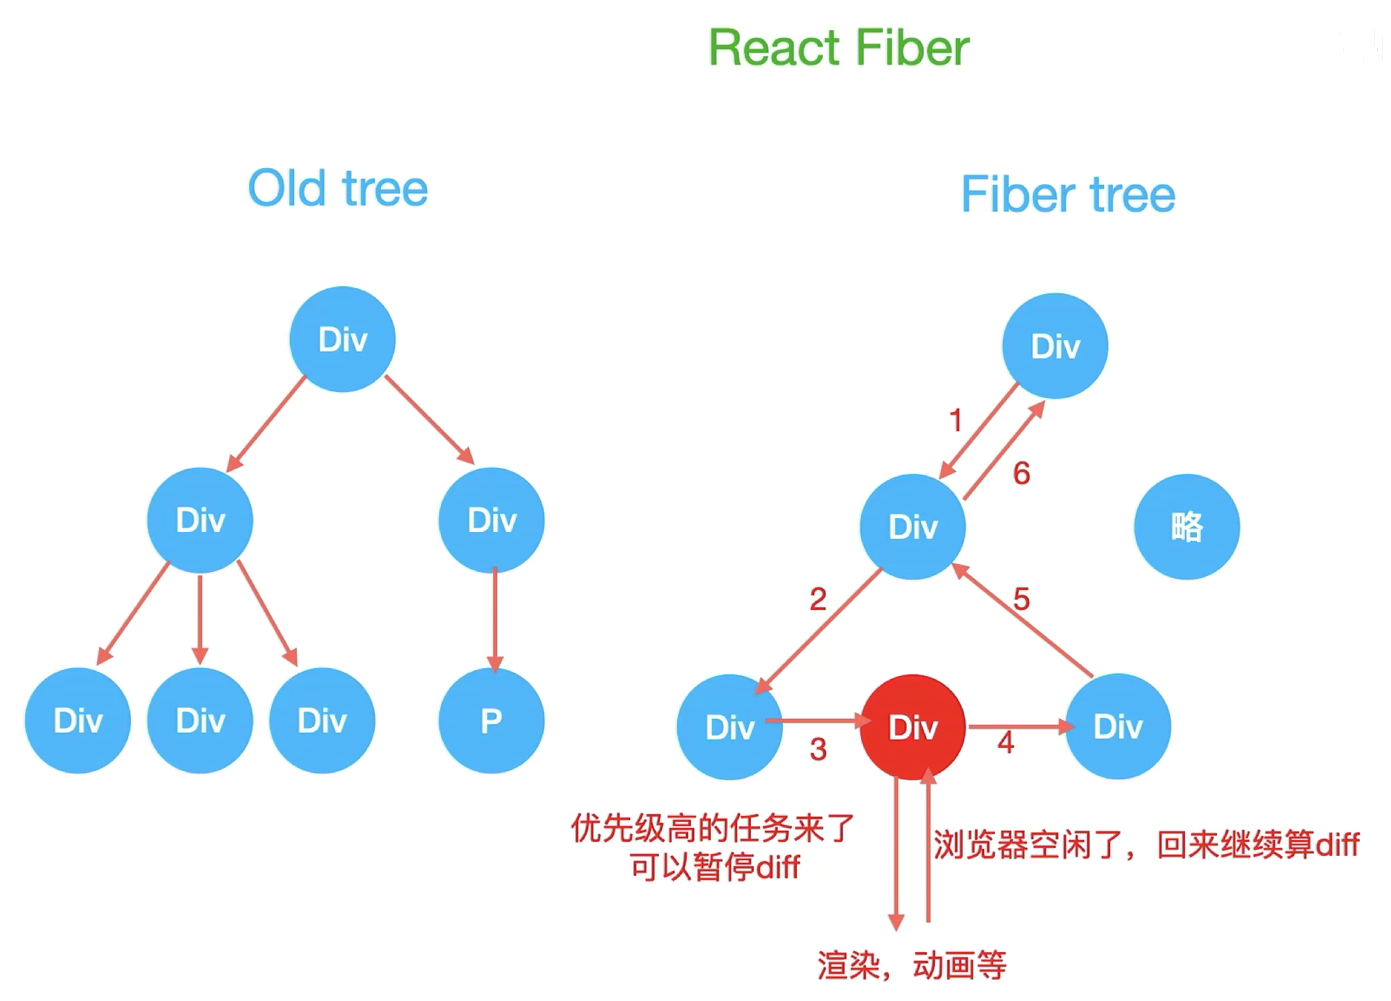 React Fiber
Old tree
Fiber tree
Div
Div
Div
Div
Div
Div
P
Div
1
6
Div
略
2
5
Div
3
Div
4
Div
优先级高的任务来了
可以暂停diff
浏览器空闲了，回来继续算diff
渲染，动画等